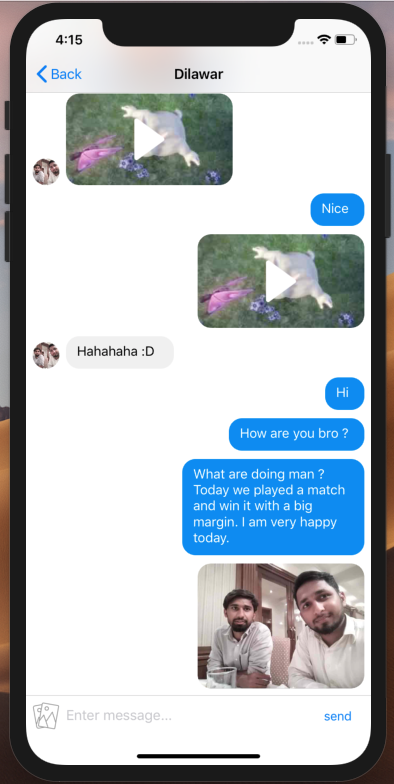 4:15
Back
Dilawar
Nice
Hahahaha :D
Hi
How are you bro ?
What are doing man ?
Today we played a match
and win it with a big
margin. I am very happy
today.
Enter message...
send